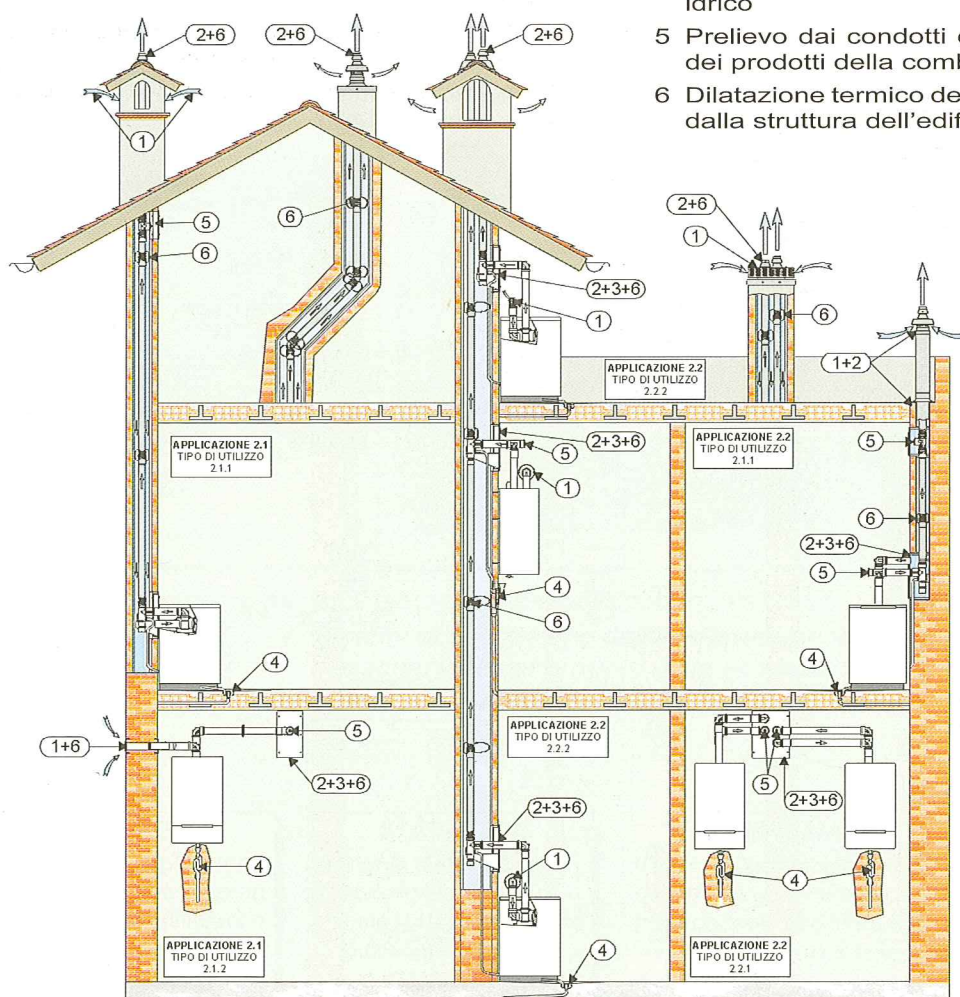 idrico
5 Prelievo dai condotti
dei prodotti della
6 Dilatazione termico
dalla struttura
2+6
2+6
2+6
1
5
6
6
2+3+6
1
2+6
1
6
1+2
APPLICAZIONE 2.2
TIPO DI UTILIZZO
2.2.2
APPLICAZIONE 2.1
TIPO DI UTILIZZO
2.1.1
2+3+6
5
1
APPLICAZIONE 2.2
TIPO DI UTILIZZO
2.1.1
5
6
2+3+6
5
4
6
4
4
1+6
5
2+3+6
4
APPLICAZIONE 2.1
TIPO DI UTILIZZO
2.1.2
APPLICAZIONE 2.2
TIPO DI UTILIZZO
2.2.2
2+3+6
1
4
5
2+3+6
4
APPLICAZIONE 2.2
TIPO DI UTILIZZO
2.2.1